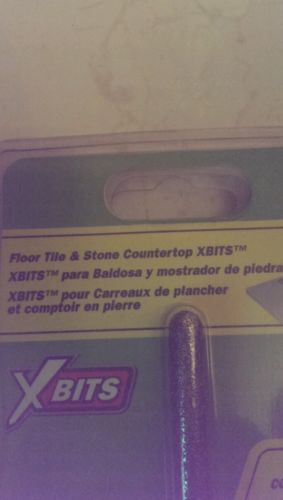 Floor Tile & Stone Countertop XBITS™
XBITS™ para Baldosa y mostrador de piedra
XBITS™ pour Carreaux de plancher
et comptoir en pierre
XBITS